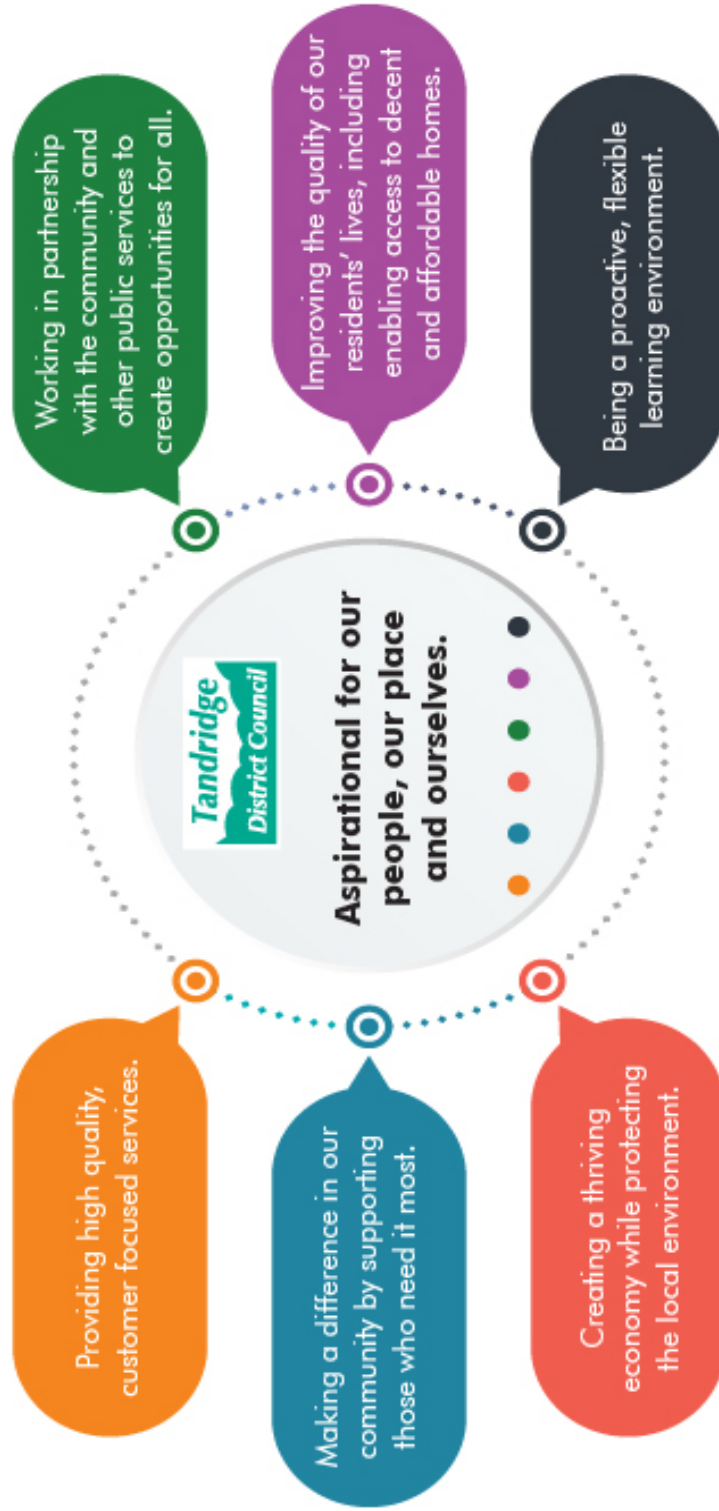 Providing high quality,
customer focused services.
Making a difference in our
community by supporting
those who need it most.
Creating a thriving
economy while protecting
the local environment.
Tandridge
District Council
Aspirational for our
people, our place
and ourselves.
Working in partnership
with the community and
other public services to
create opportunities for all.
Improving the quality of our
residents’ lives, including
enabling access to decent
and affordable homes.
Being a proactive, flexible
learning environment.